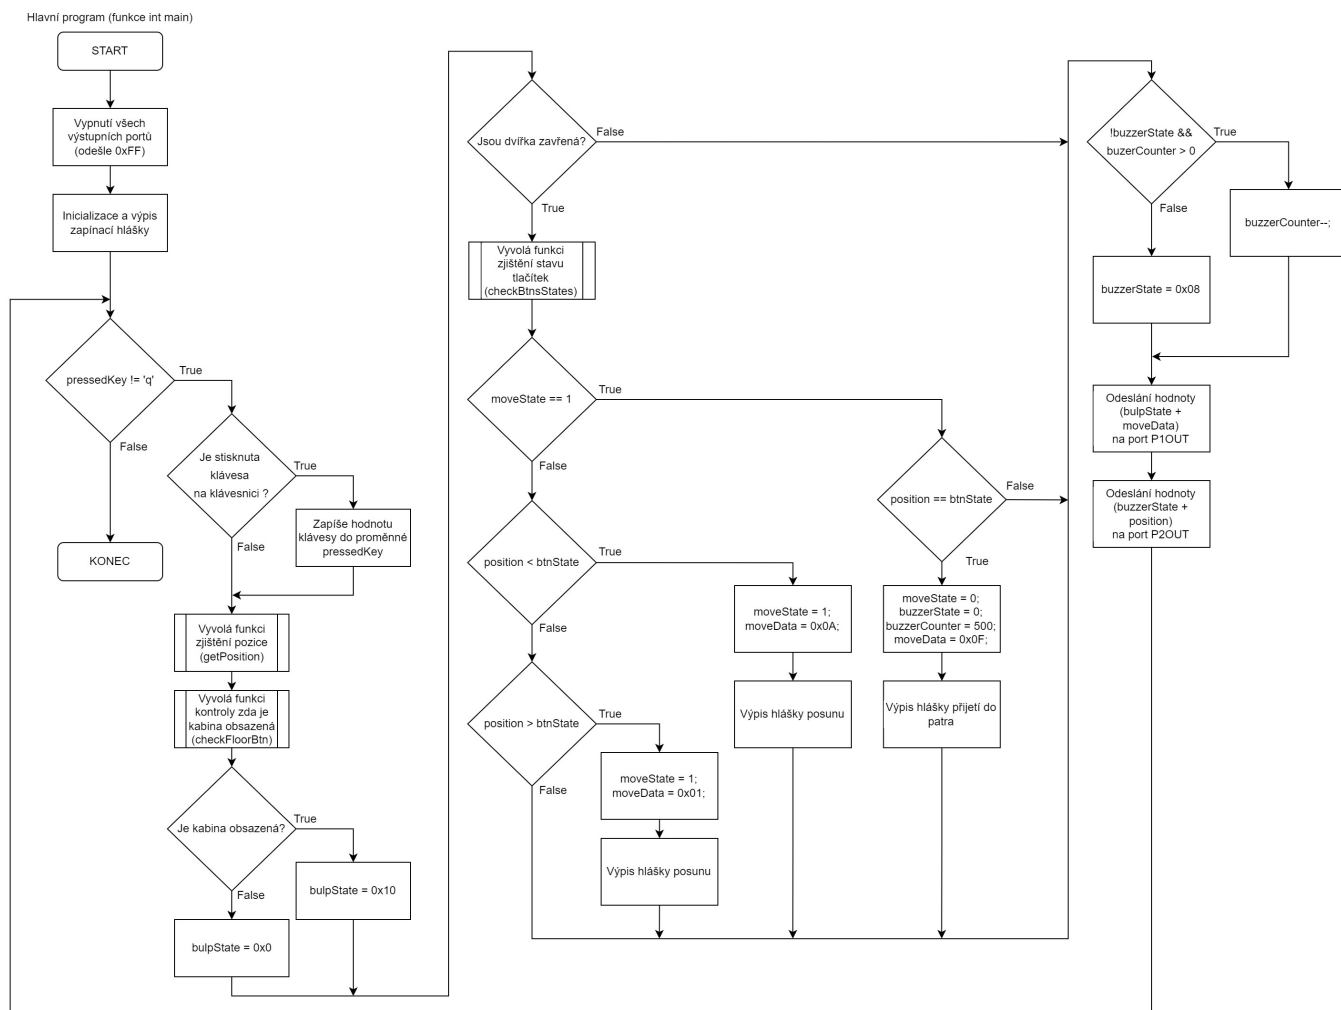 Hlavní program (funkce int main)
START
Vypnutí všech
výstupních portů
(odešle 0xFF)
Inicializace a výpis
zapínací hlášky
pressedKey != 'q'
True
False
KONEC
Je stisknuta
klávesa
na klávesnici ?
True
False
Zapíše hodnotu
klávesy do proměnné
pressedKey
Vyvolá funkci
zjištění pozice
(getPosition)
Vyvolá funkci
kontroly zda je
kabina obsazená
(checkFloorBtn)
Je kabina obsazená?
True
False
bulpState = 0x10
bulpState = 0x0
Jsou dvířka zavřená?
False
True
Vyvolá funkci
zjištění stavu
tlačítek
(checkBtnsStates)
moveState == 1
True
False
position == btnState
False
True
position < btnState
True
False
moveState = 1;
moveData = 0x0A;
Výpis hlášky posunu
moveState = 0;
buzzerState = 0;
buzzerCounter = 500;
moveData = 0x0F;
Výpis hlášky přijetí do
patra
position > btnState
True
False
moveState = 1;
moveData = 0x01;
Výpis hlášky posunu
!buzzerState &&
buzerCounter > 0
True
False
buzzerCounter--;
buzzerState = 0x08
Odeslání hodnoty
(bulpState +
moveData)
na port P1OUT
Odeslání hodnoty
(buzzerState +
position)
na port P2OUT